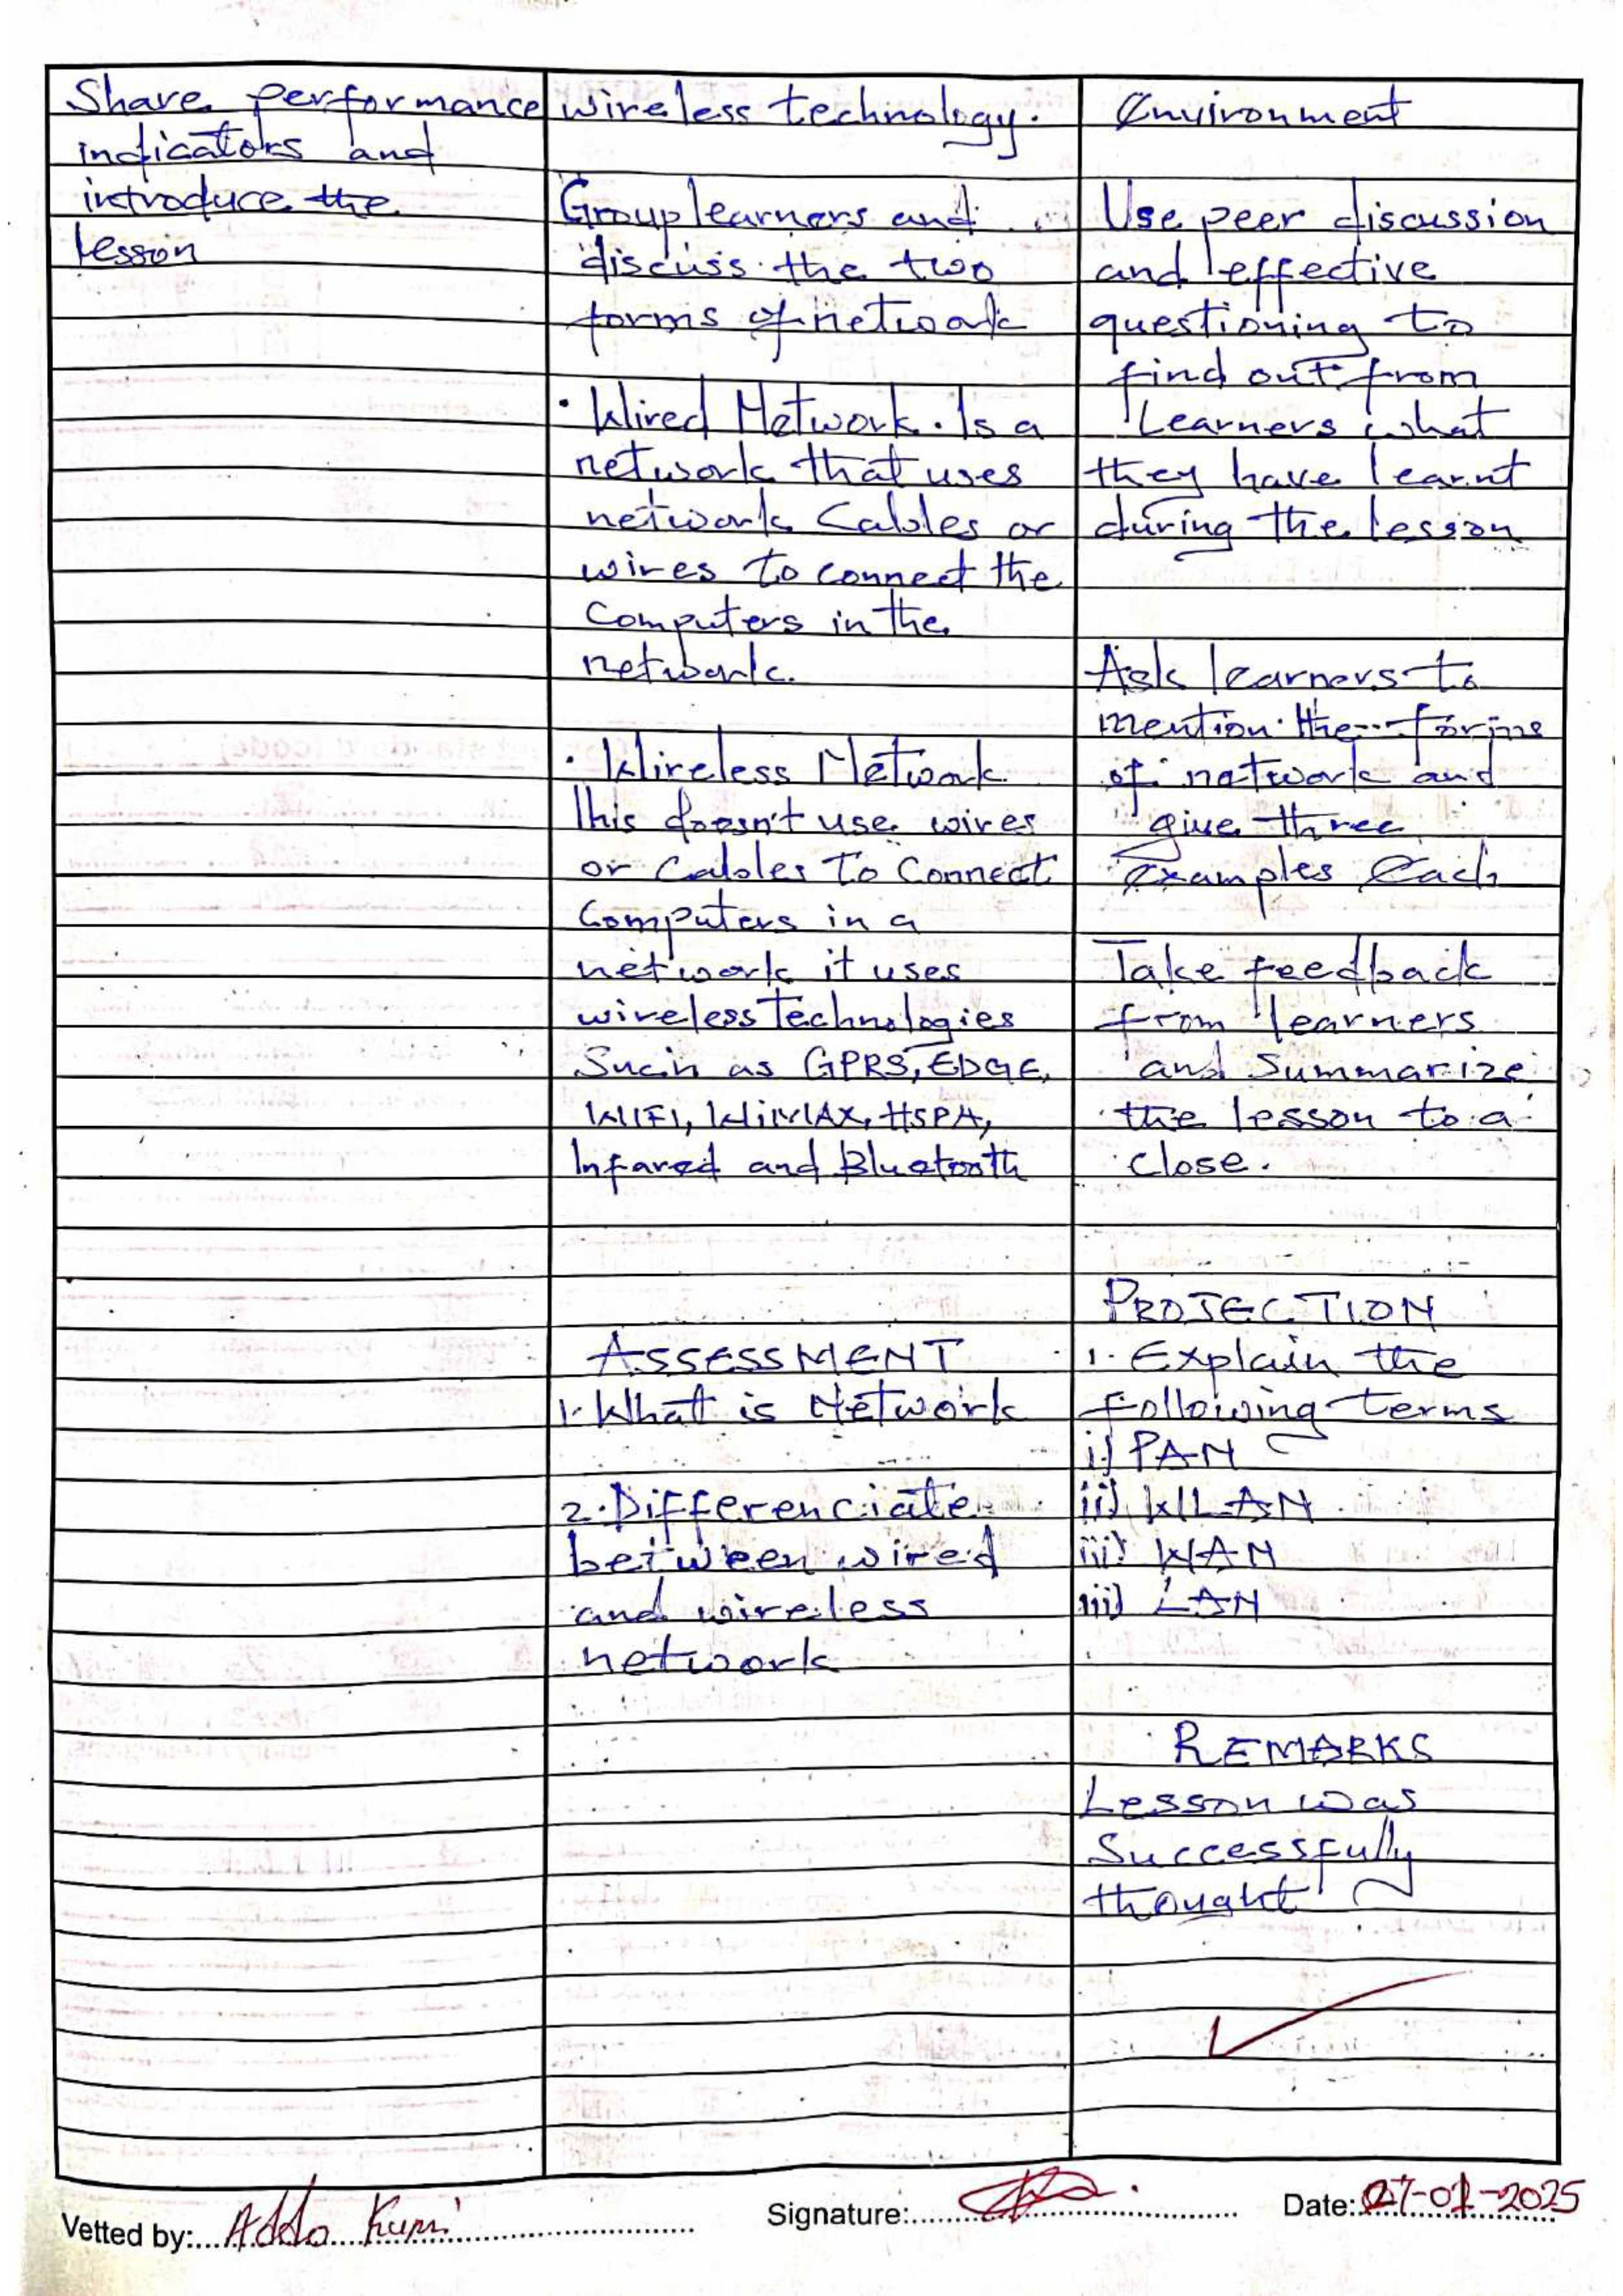 Share performance
indicators and
introduce the
lesson
wireless technology.
Group learners and
discuss the two
forms of network
• Wired Network. Is a
network that uses
network Cables or
wires to connect the
Computers in the
network.
• Wireless Network
This doesn't use wires
or Cables To Connect
Computers in a
network it uses
wireless Technologies
Such as GPRS, EDGE,
WIFI, WiMAX, HSPA,
Infared and Bluetooth
ASSESSMENT
1. What is Network
2. Differenciate
between wired
and wireless
network
Environment
Use peer discussion
and effective
questioning to
find out from
Learners what
they have learnt
during the lesson
Ask learners to
mention the forms
of network and
give three
examples Each
Take feedback
from learners
and Summarize
the lesson to a
close.
PROJECTION
1. Explain the
Following terms
i) PAN
ii) WLAN
iii) WAN
iiii) LAN
REMARKS
Lesson was
Successfully
thought
Vetted by: Addo Kumi
Signature:
Date: 27-01-2025